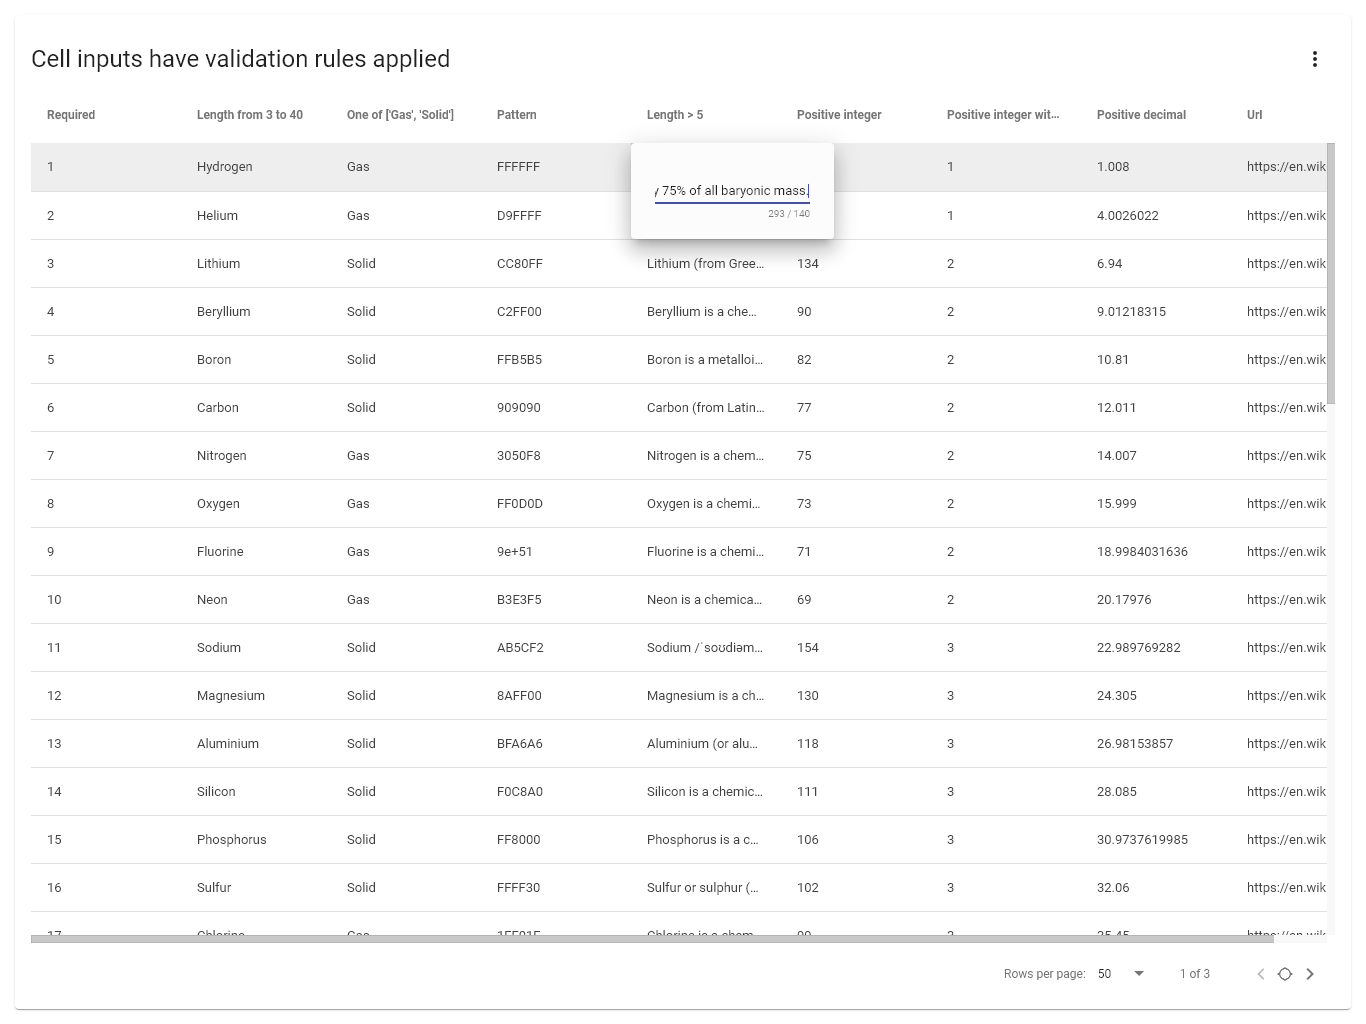 Cell inputs have validation rules applied
Required Length from 3 to 40 One of ['Gas', 'Solid'] Pattern Length > 5 Positive integer Positive integer wit... Positive decimal Url
1 Hydrogen Gas FFFFFF 1 1.008 https://en.wik
y 75% of all baryonic mass.
293 / 140
2 Helium Gas D9FFFF 1 4.0026022 https://en.wik
3 Lithium Solid CC80FF Lithium (from Gree... 134 2 6.94 https://en.wik
4 Beryllium Solid C2FF00 Beryllium is a che... 90 2 9.01218315 https://en.wik
5 Boron Solid FFB5B5 Boron is a metalloi... 82 2 10.81 https://en.wik
6 Carbon Solid 909090 Carbon (from Latin... 77 2 12.011 https://en.wik
7 Nitrogen Gas 3050F8 Nitrogen is a chem... 75 2 14.007 https://en.wik
8 Oxygen Gas FF0D0D Oxygen is a chemi... 73 2 15.999 https://en.wik
9 Fluorine Gas 9e+51 Fluorine is a chemi... 71 2 18.9984031636 https://en.wik
10 Neon Gas B3E3F5 Neon is a chemica... 69 2 20.17976 https://en.wik
11 Sodium Solid AB5CF2 Sodium /ˈsoʊdiəm... 154 3 22.989769282 https://en.wik
12 Magnesium Solid 8AFF00 Magnesium is a ch... 130 3 24.305 https://en.wik
13 Aluminium Solid BFA6A6 Aluminium (or alu... 118 3 26.98153857 https://en.wik
14 Silicon Solid F0C8A0 Silicon is a chemic... 111 3 28.085 https://en.wik
15 Phosphorus Solid FF8000 Phosphorus is a c... 106 3 30.9737619985 https://en.wik
16 Sulfur Solid FFFF30 Sulfur or sulphur (... 102 3 32.06 https://en.wik
17 Chlorine Gas 1FF01F Chlorine is a chem... 99 3 35.45 https://en.wik
Rows per page: 50 1 of 3